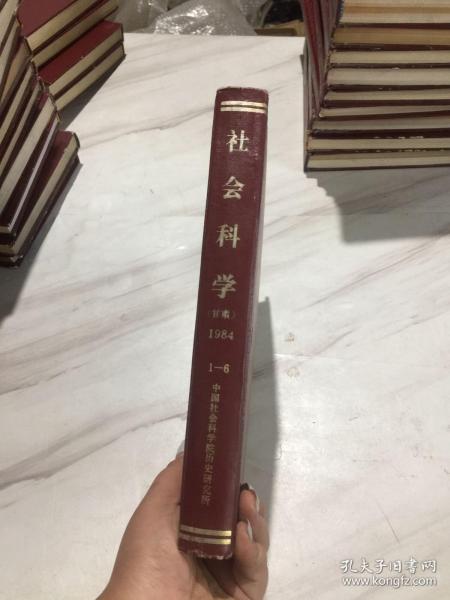 社会科学
(甘肃)
1984
1—6
中国社会科学院历史研究所
孔夫子旧书网
www.kongfz.com